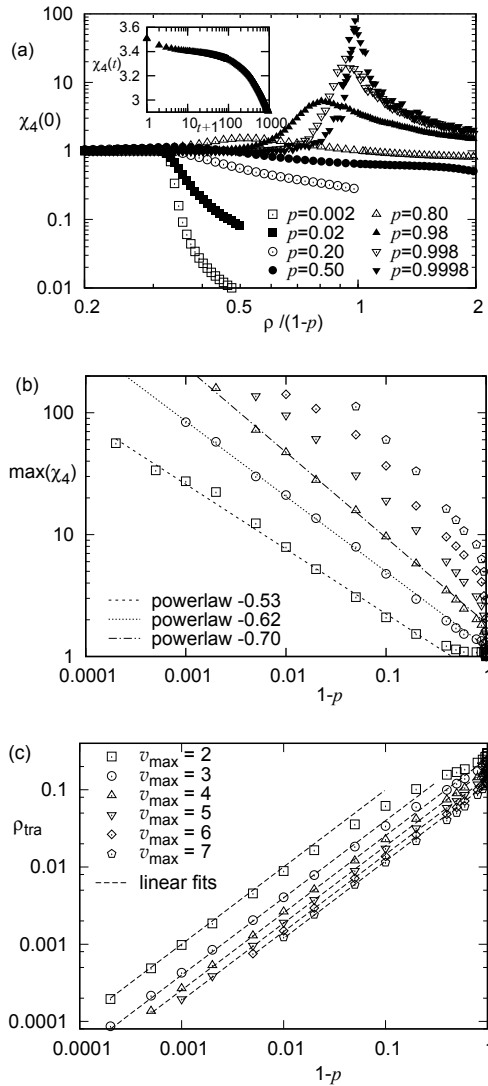 (a)
χ4(0)
100
10
1
0.1
0.01
0.2
0.5
1
2
ρ /(1-p)
3.6
3.4
3.2
3
χ4(t)
1
10
t+1
100
1000
p=0.002
p=0.02
p=0.20
p=0.50
p=0.80
p=0.98
p=0.998
p=0.9998
(b)
max(χ4)
100
10
1
0.0001
0.001
0.01
0.1
1
1-p
powerlaw -0.53
powerlaw -0.62
powerlaw -0.70
(c)
ρtra
0.1
0.01
0.001
0.0001
0.0001
0.001
0.01
0.1
1
1-p
vmax = 2
vmax = 3
vmax = 4
vmax = 5
vmax = 6
vmax = 7
linear fits